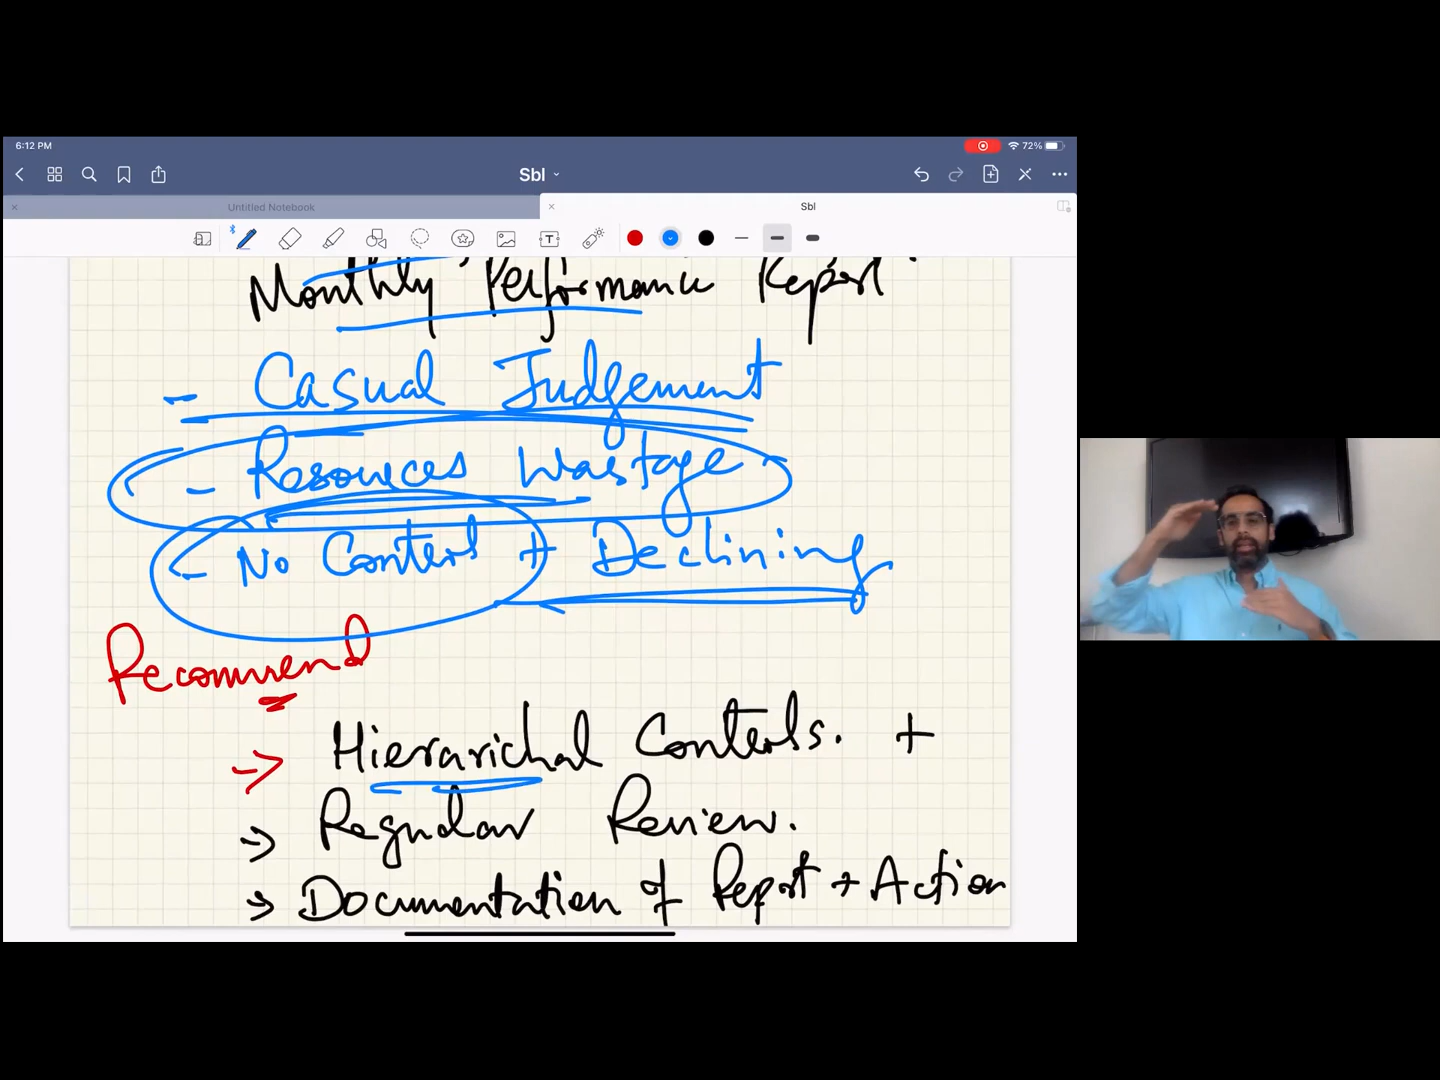 6:12 PM
72%
Sbl
Untitled Notebook
Sbl
Monthly Performance Report
- Casual Judgement
- Resources Wastage
- No Control + Declining
Recommend
-> Hierarichal Controls. +
-> Regular Review.
-> Documentation of Report + Action